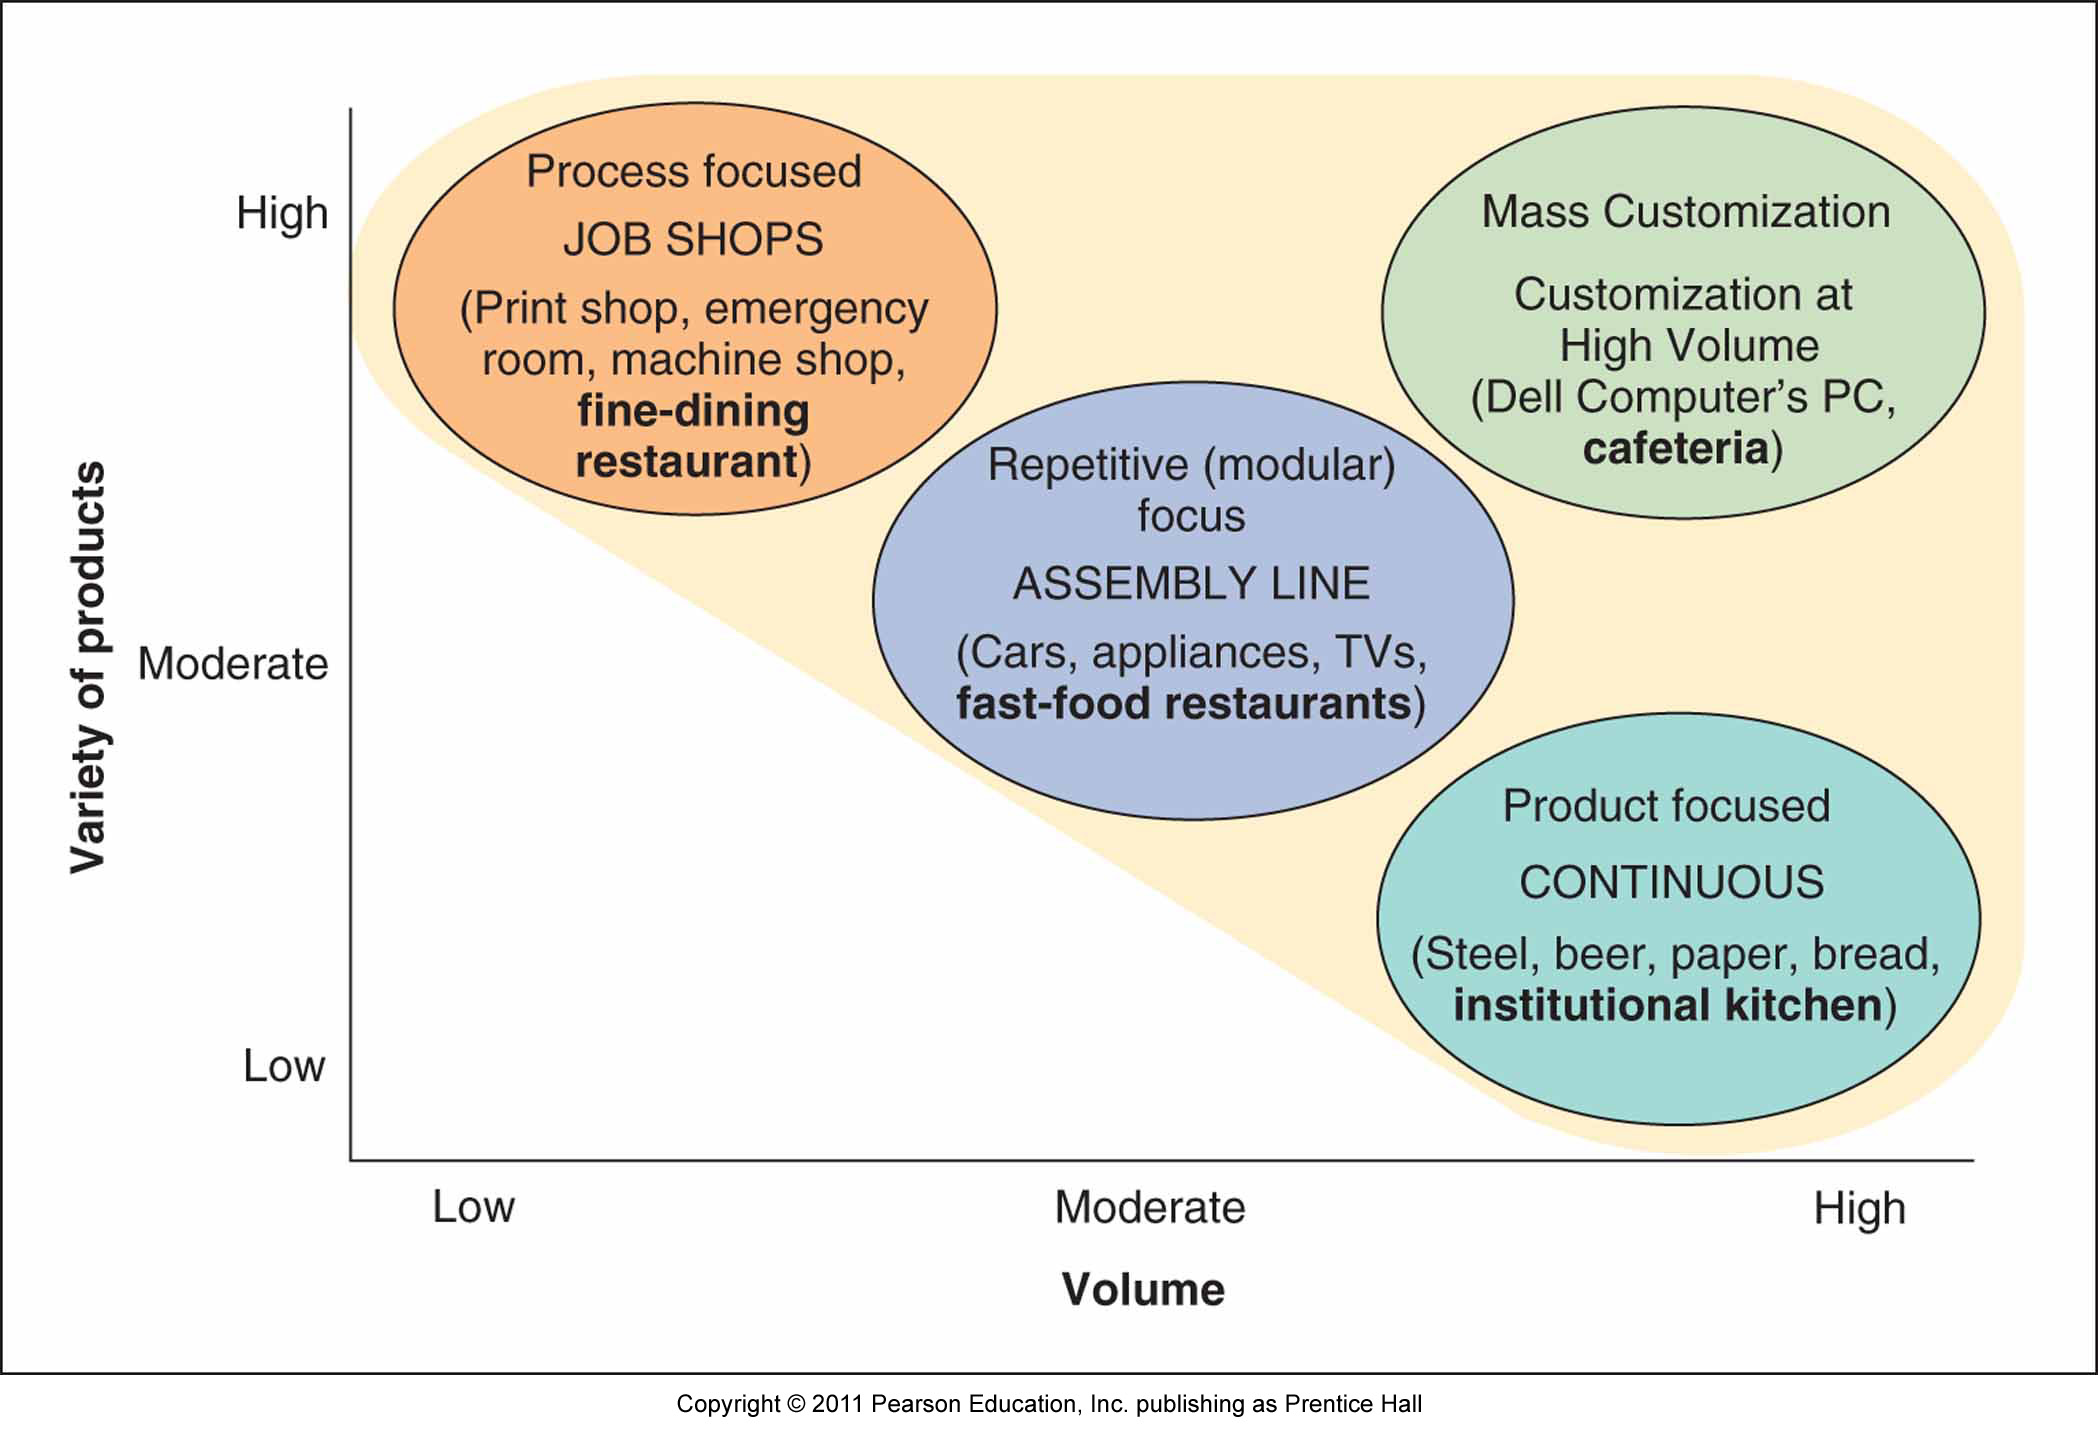 Variety of products
High
Moderate
Low
Process focused
JOB SHOPS
(Print shop, emergency
room, machine shop,
fine-dining
restaurant)
Mass Customization
Customization at
High Volume
(Dell Computer’s PC,
cafeteria)
Repetitive (modular)
focus
ASSEMBLY LINE
(Cars, appliances, TVs,
fast-food restaurants)
Product focused
CONTINUOUS
(Steel, beer, paper, bread,
institutional kitchen)
Low
Moderate
High
Volume
Copyright © 2011 Pearson Education, Inc. publishing as Prentice Hall